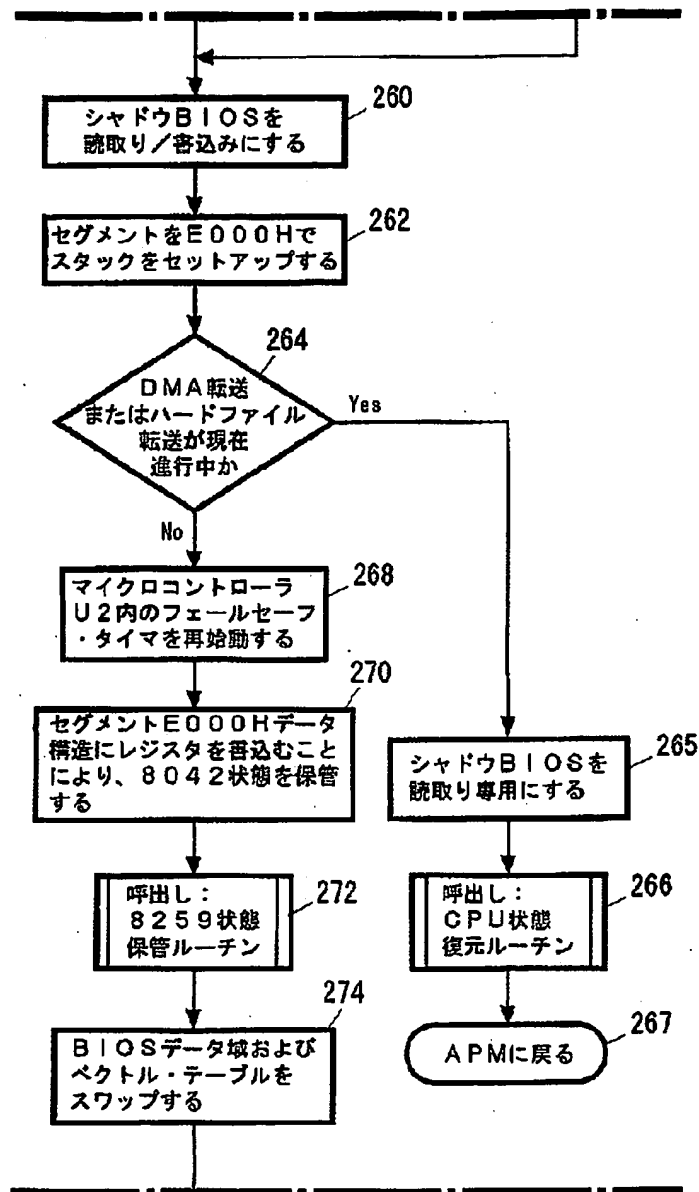 260
シャドウBIOSを
読取り／書込みにする
262
セグメントをE000Hで
スタックをセットアップする
264
DMA転送
またはハードファイル
転送が現在
進行中か
Yes
No
268
マイクロコントローラ
U2内のフェールセーフ
・タイマを再始動する
270
セグメントE000Hデータ
構造にレジスタを書込むこと
により、8042状態を保管
する
265
シャドウBIOSを
読取り専用にする
272
呼出し：
8259状態
保管ルーチン
266
呼出し：
CPU状態
復元ルーチン
274
BIOSデータ域および
ベクトル・テーブルを
スワップする
267
APMに戻る